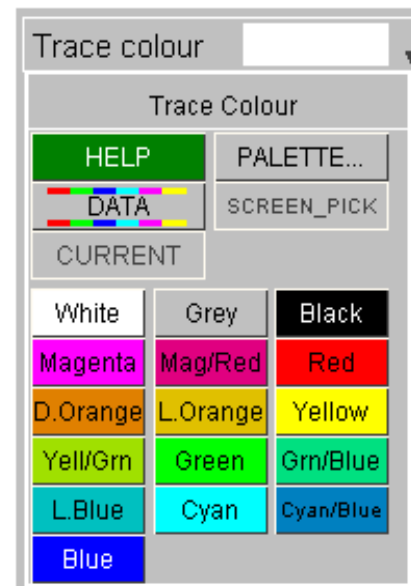 Trace colour
Trace Colour
HELP PALETTE...
DATA SCREEN_PICK
CURRENT
White Grey Black
Magenta Mag/Red Red
D.Orange L.Orange Yellow
Yell/Grn Green Grn/Blue
L.Blue Cyan Cyan/Blue
Blue